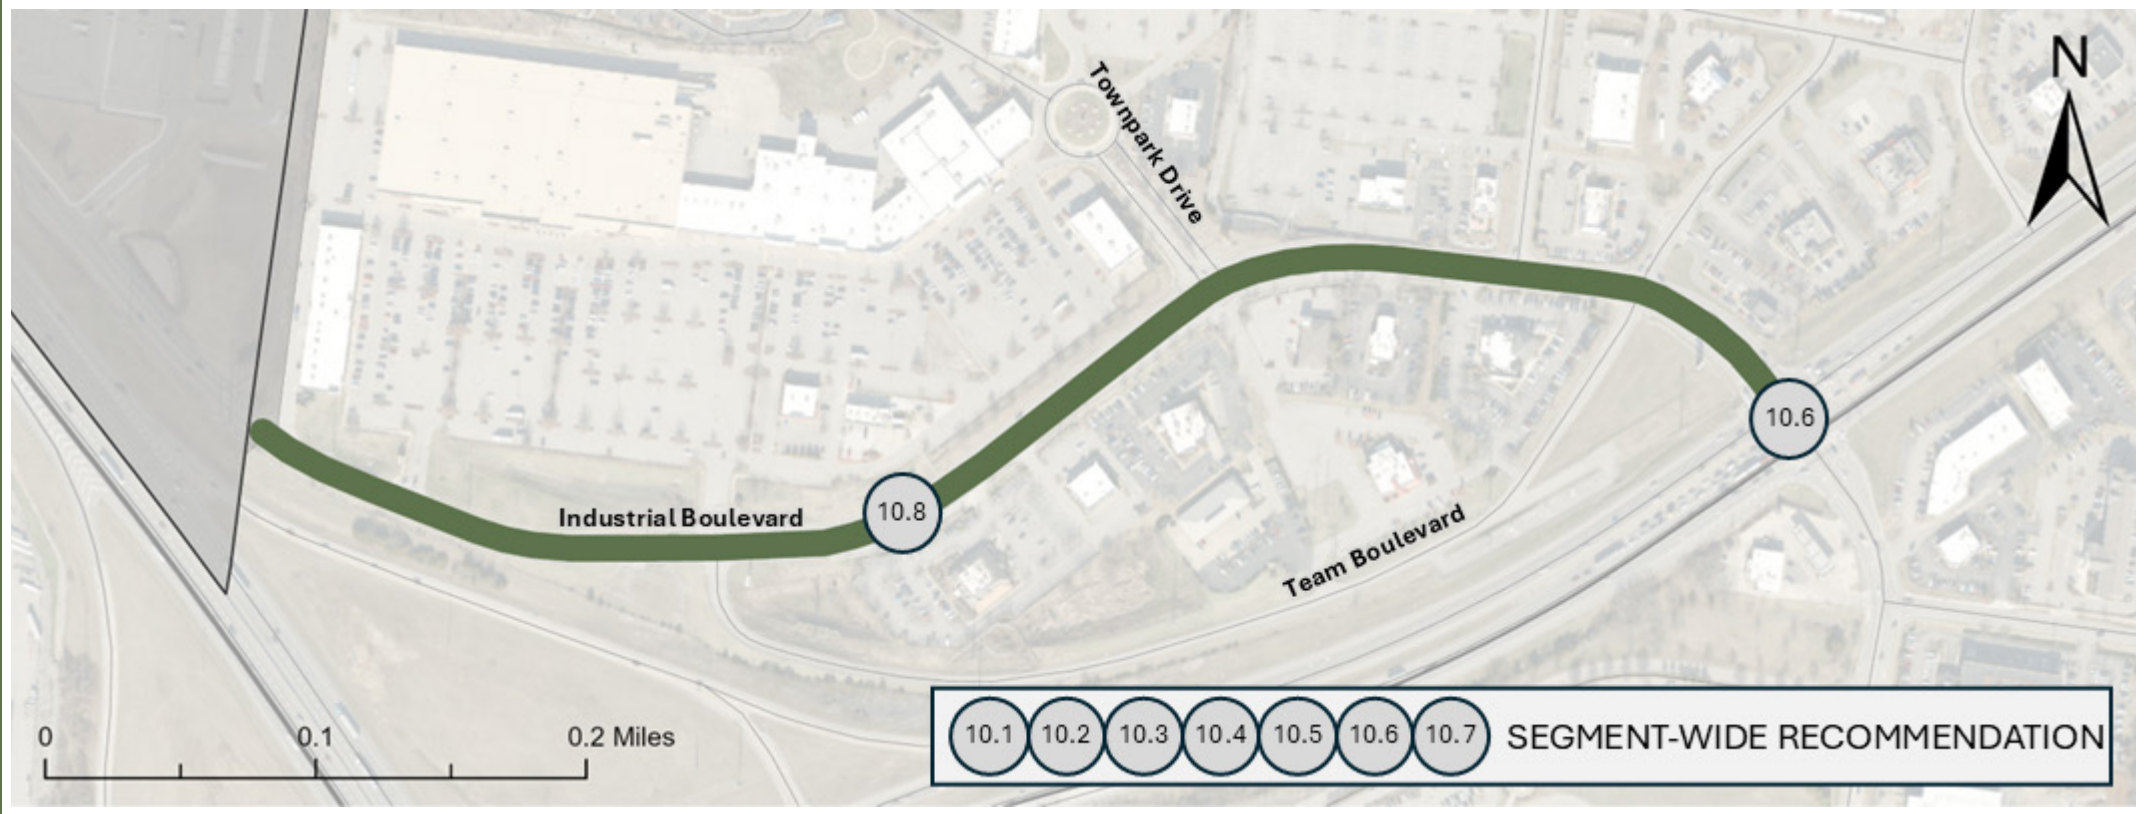 N
Townpark Drive
10.6
10.8
Industrial Boulevard
Team Boulevard
0 0.1 0.2 Miles
10.1 10.2 10.3 10.4 10.5 10.6 10.7 SEGMENT-WIDE RECOMMENDATION